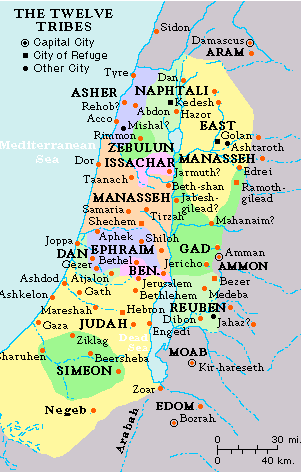 THE TWELVE
TRIBES
Capital City
City of Refuge
Other City
Sidon
Damascus
ARAM
Tyre
Dan
NAPHTALI
ASHER
Rehob?
Kedesh
Abdon
Hazor
Acco
Mishal?
EAST
Rimmon
Golan
Mediterranean
Sea
ZEBULUN
Ashtaroth
ISSACHAR
MANASSEH
Dor
Jarmuth?
Edrei
Taanach
Beth-shan
Ramoth-
gilead?
MANASSEH
Jabesh-
gilead?
Samaria
Tirzah
Shechem
Mahanaim?
Joppa
Aphek
Shiloh
GAD
DAN
EPHRAIM
Amman
Gezer
Bethel
Jericho
AMMON
BEN.
Ashdod
Aijalon
Jerusalem
Bezer
Ashkelon
Gath
Bethlehem
Medeba
Mareshah
Hebron
REUBEN
Gaza
JUDAH
Dibon
Jahaz?
Engedi
Dead
Sea
Ziklag
Sharuhen
Beersheba
MOAB
SIMEON
Kir-hareseth
Zoar
Negeb
Arabah
EDOM
Bozrah
0
30 mi.
0
40 km.